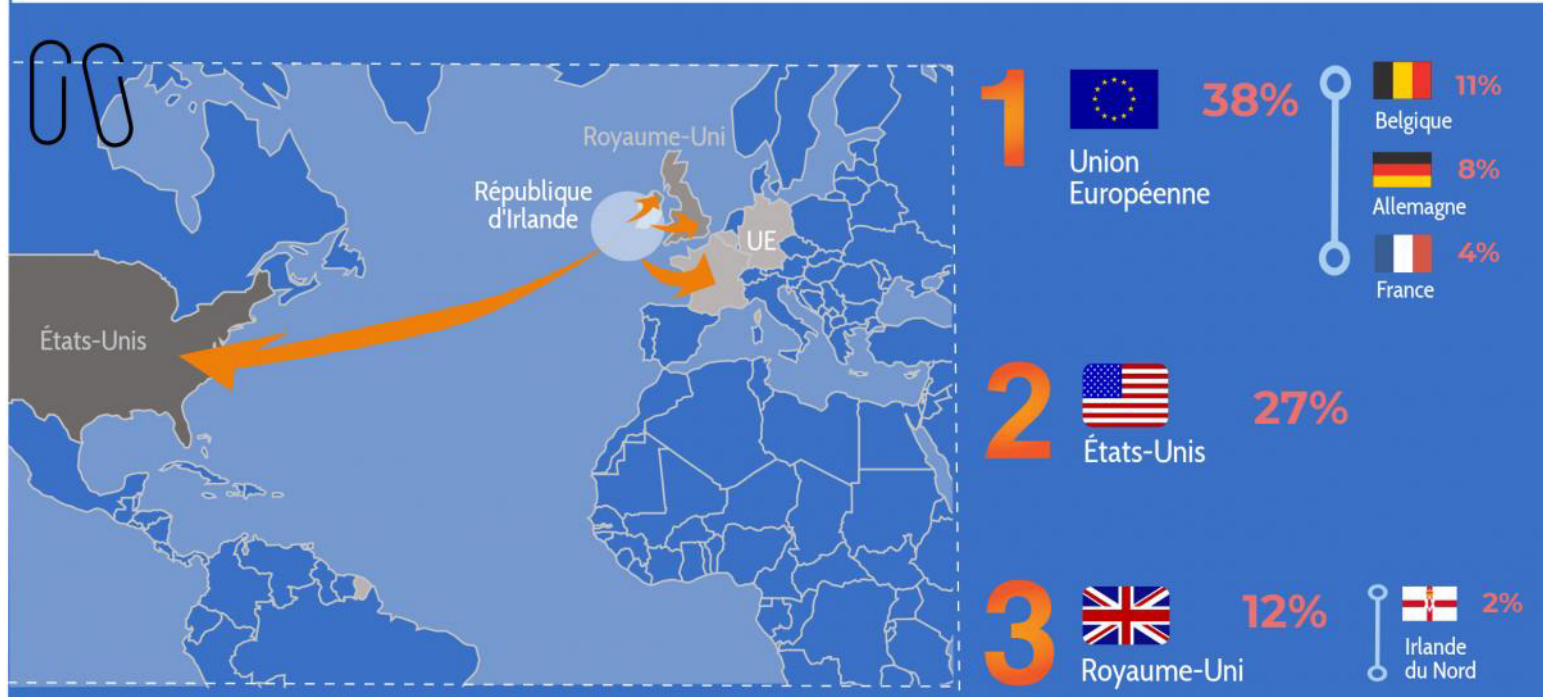 Royaume-Uni
République
d'Irlande
UE
États-Unis
1
38%
Union
Européenne
11%
Belgique
8%
Allemagne
4%
France
2
27%
États-Unis
3
12%
Royaume-Uni
2%
Irlande
du Nord